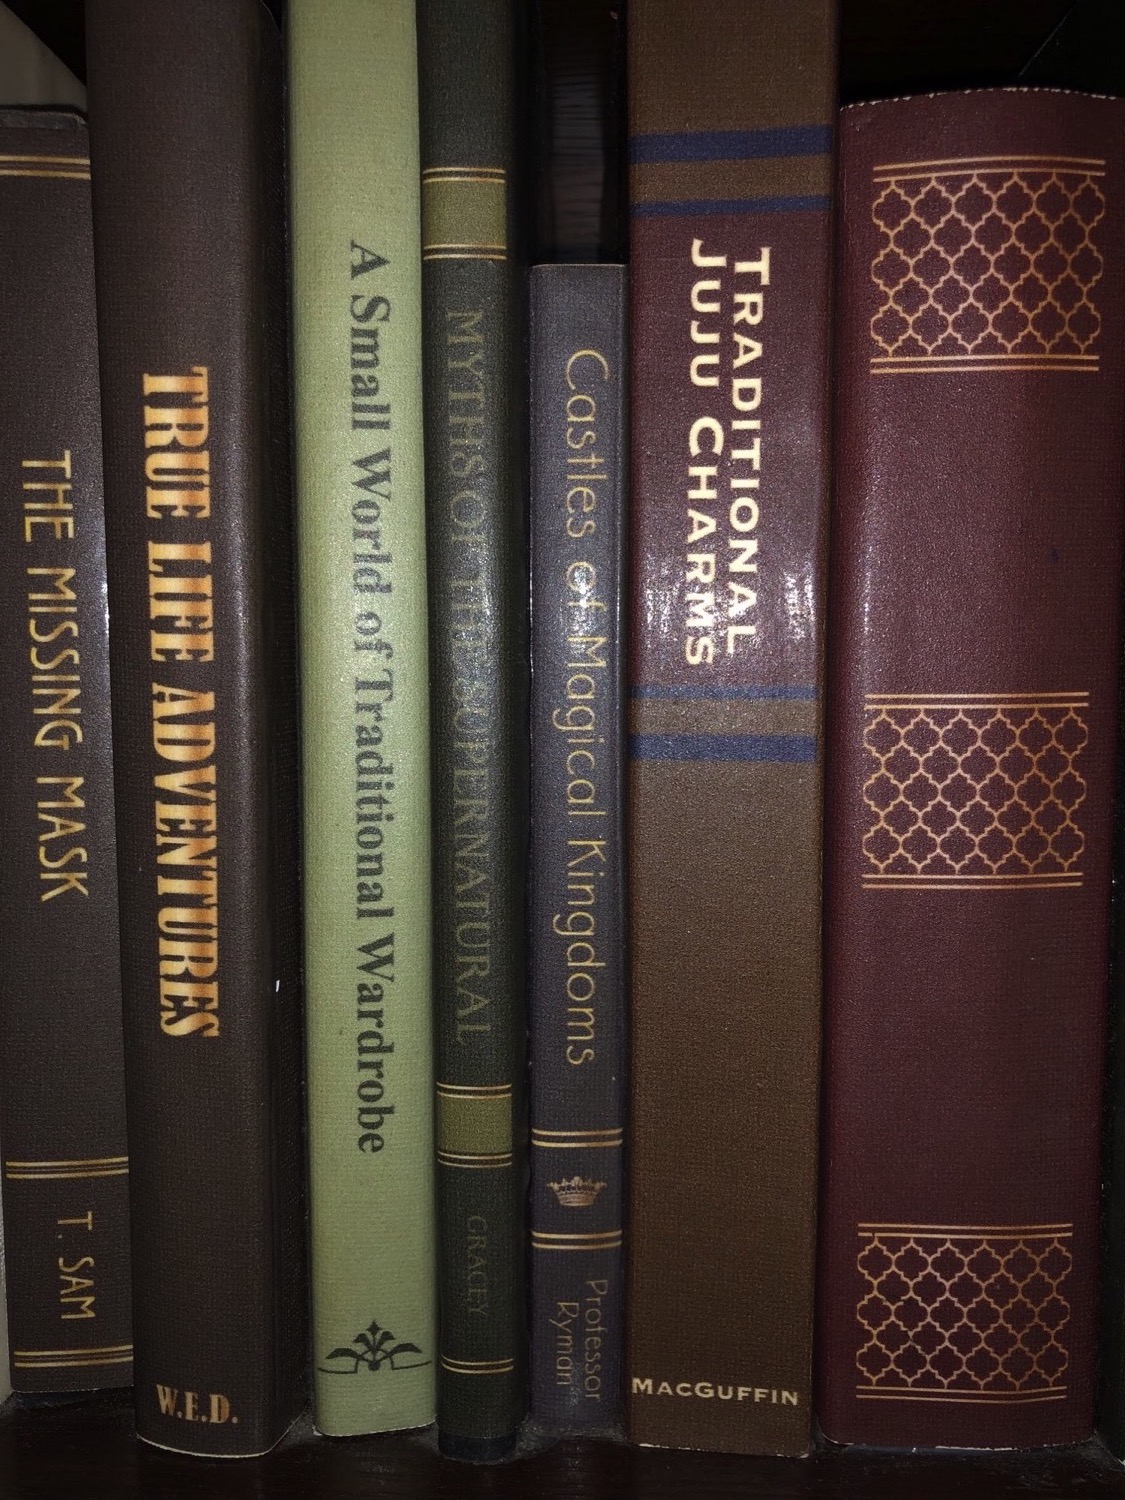 THE MISSING MASK
T. SAM
TRUE LIFE ADVENTURES
W.E.D.
A Small World of Traditional Wardrobe
MYTHS OF THE SUPERNATURAL
GRACEY
Castles of Magical Kingdoms
Professor
Ryman
TRADITIONAL
JUJU CHARMS
MACGUFFIN